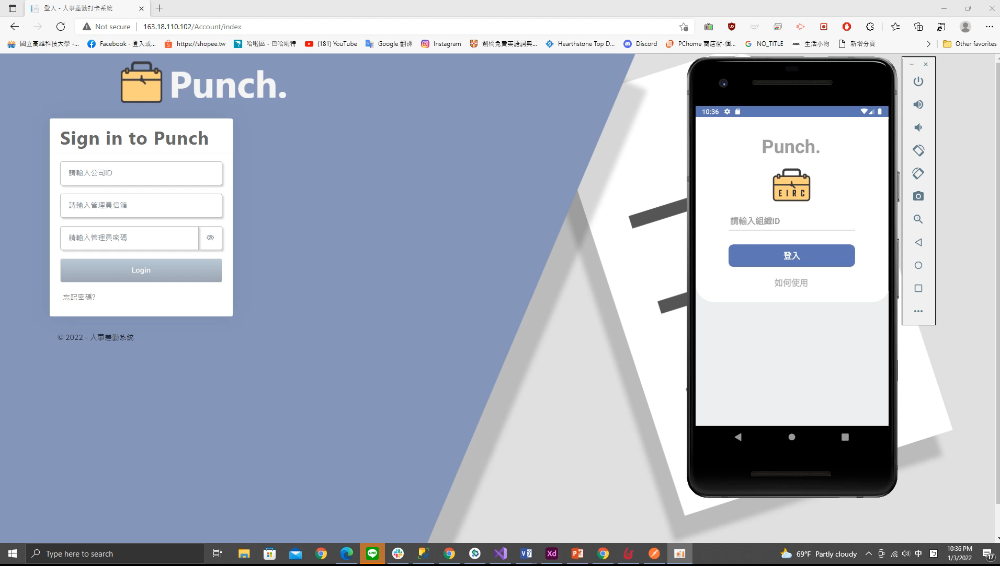 登入 - 人事差勤打卡系統
Not secure
163.18.110.102/Account/index
國立高雄科技大學 -...
Facebook - 登入或...
https://shopee.tw
哈啦區 - 巴哈姆特
(181) YouTube
Google 翻譯
Instagram
劍橋免費英語詞典...
Hearthstone Top D...
Discord
PChome 商店街-個...
NO_TITLE
生活小物
新增分頁
Other favorites
Punch.
Sign in to Punch
請輸入公司ID
請輸入管理員信箱
請輸入管理員密碼
Login
忘記密碼?
© 2022 - 人事差勤系統
10:36
Punch.
EIRC
請輸入組織ID
登入
如何使用
Type here to search
69°F Partly cloudy
中
10:36 PM
1/3/2022
17